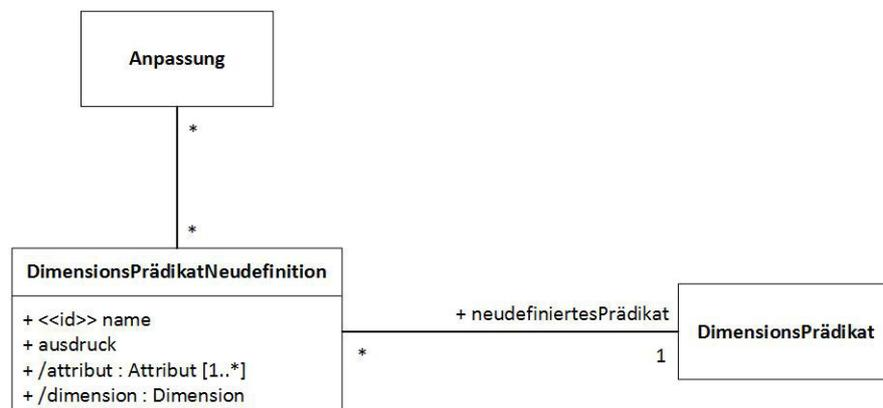 Anpassung
*
*
DimensionsPrädikatNeudefinition
+ <<id>> name
+ ausdruck
+ /attribut : Attribut [1..*]
+ /dimension : Dimension
+ neudefiniertesPrädikat
*
1
DimensionsPrädikat